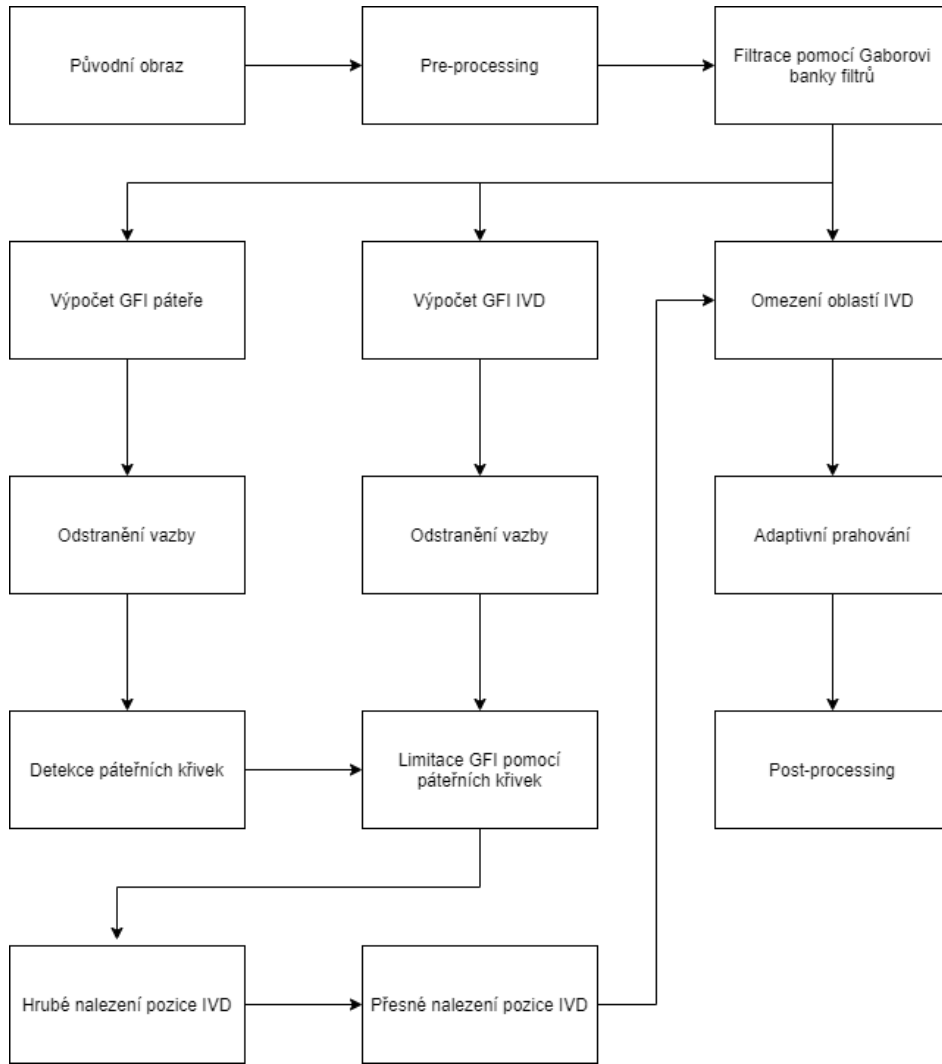 Původní obraz
Pre-processing
Filtrace pomocí Gaborovi
banky filtrů
Výpočet GFI páteře
Výpočet GFI IVD
Omezení oblastí IVD
Odstranění vazby
Odstranění vazby
Adaptivní prahování
Detekce páteřních křivek
Limitace GFI pomocí
páteřních křivek
Post-processing
Hrubé nalezení pozice IVD
Přesné nalezení pozice IVD